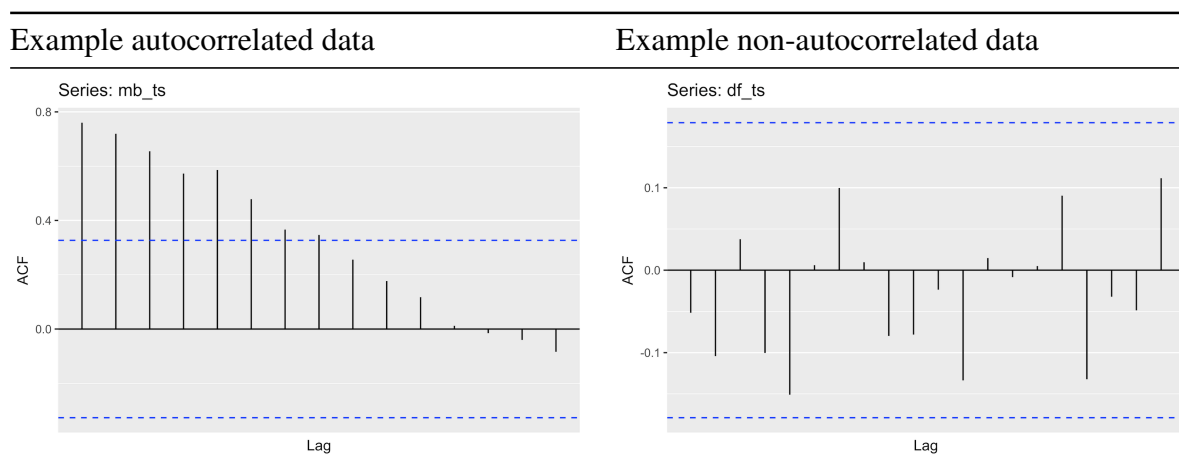 Example autocorrelated data
Example non-autocorrelated data
Series: mb_ts
0.8
0.4
0.0
ACF
Lag
Series: df_ts
0.1
0.0
-0.1
ACF
Lag